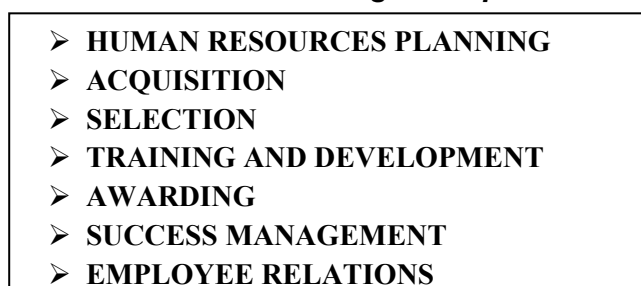 ➢ HUMAN RESOURCES PLANNING
➢ ACQUISITION
➢ SELECTION
➢ TRAINING AND DEVELOPMENT
➢ AWARDING
➢ SUCCESS MANAGEMENT
➢ EMPLOYEE RELATIONS